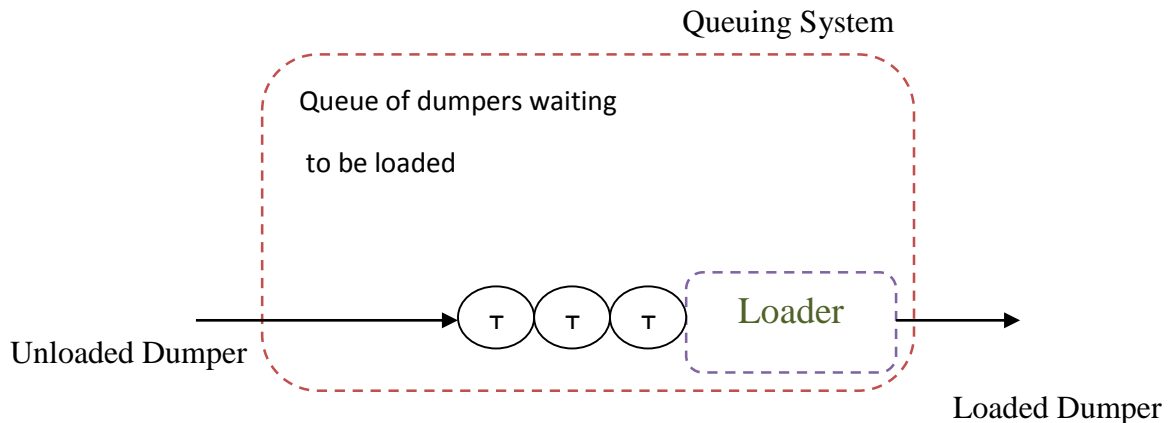 Queuing System
Queue of dumpers waiting
to be loaded
T T T
Loader
Unloaded Dumper
Loaded Dumper